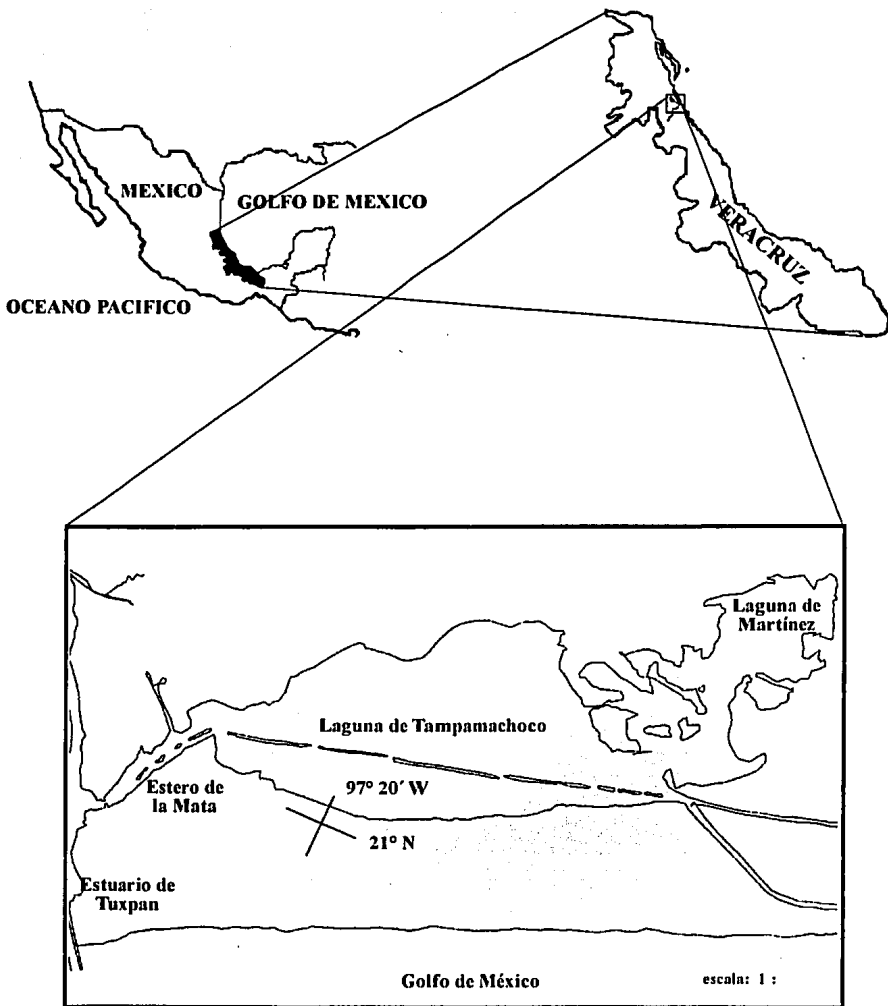 MEXICO
GOLFO DE MEXICO
OCEANO PACIFICO
VERACRUZ
Laguna de
Martínez
Laguna de Tampamachoco
97° 20´ W
Estero de
la Mata
21° N
Estuario de
Tuxpan
Golfo de México
escala: 1 :